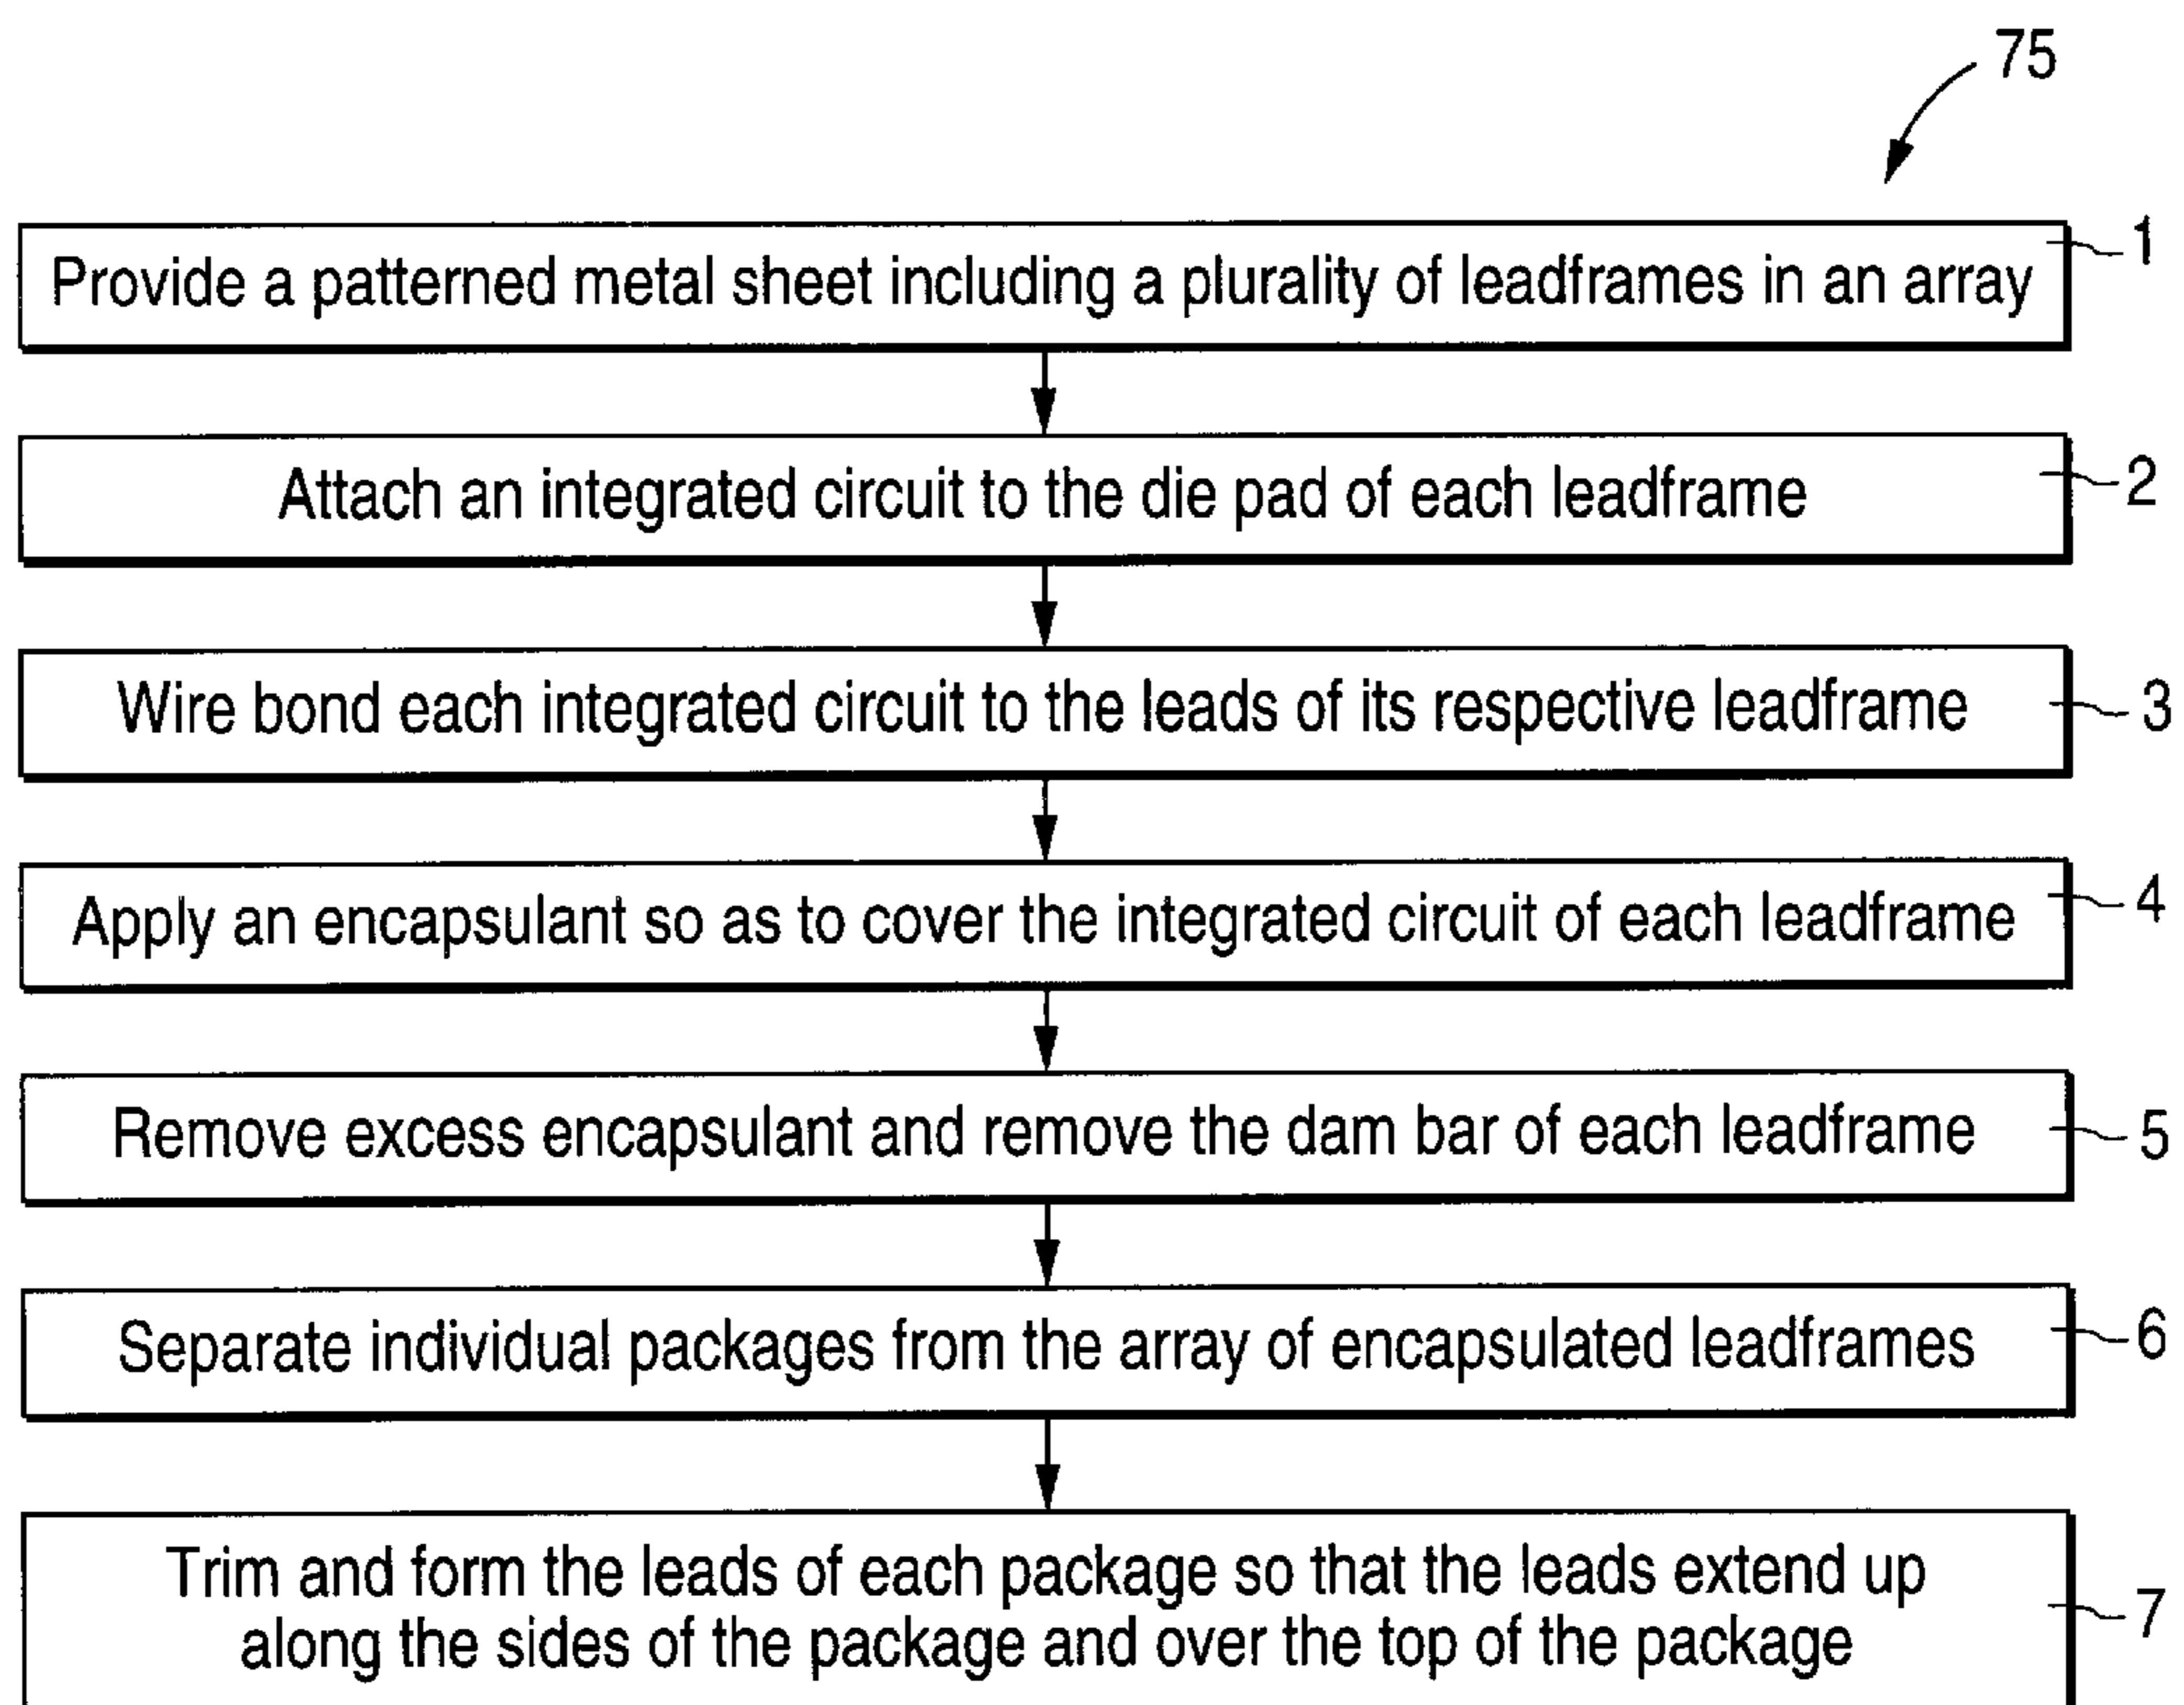 75
Provide a patterned metal sheet including a plurality of leadframes in an array
1
Attach an integrated circuit to the die pad of each leadframe
2
Wire bond each integrated circuit to the leads of its respective leadframe
3
Apply an encapsulant so as to cover the integrated circuit of each leadframe
4
Remove excess encapsulant and remove the dam bar of each leadframe
5
Separate individual packages from the array of encapsulated leadframes
6
Trim and form the leads of each package so that the leads extend up
along the sides of the package and over the top of the package
7